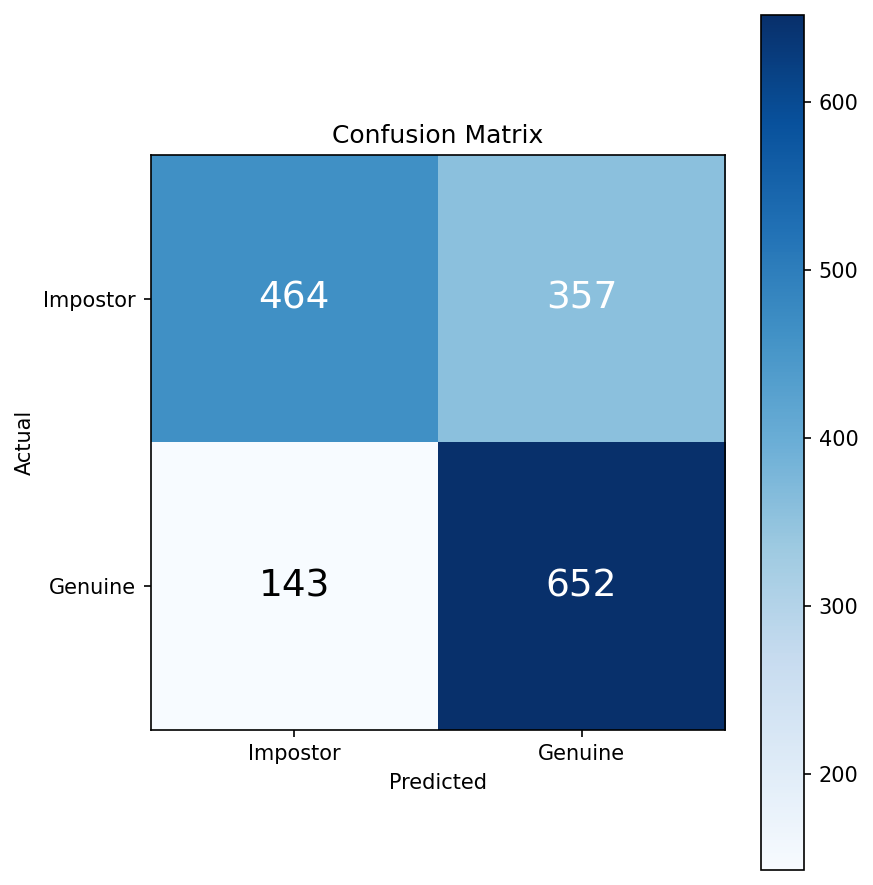 Confusion Matrix
Actual
Impostor
464
357
Genuine
143
652
Impostor
Genuine
Predicted
600
500
400
300
200